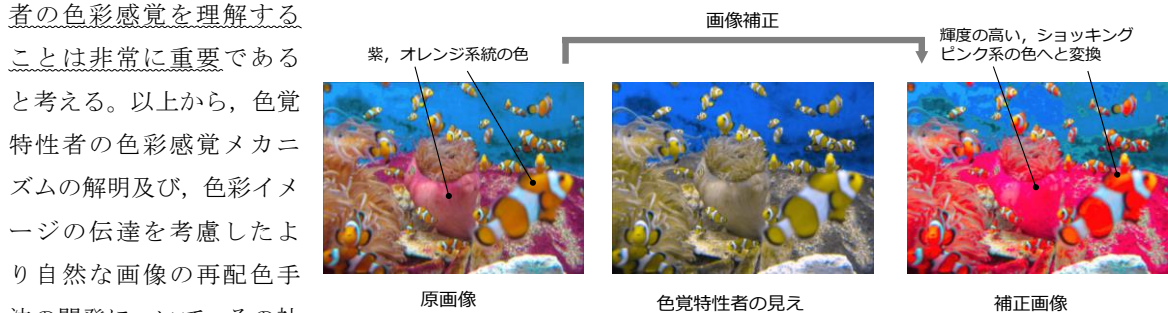 者の色彩感覚を理解する
ことは非常に重要である
と考える。以上から，色覚
特性者の色彩感覚メカニ
ズムの解明及び，色彩イメ
ージの伝達を考慮したよ
り自然な画像の再配色手
画像補正
紫，オレンジ系統の色
輝度の高い，ショッキング
ピンク系の色へと変換
原画像
色覚特性者の見え
補正画像